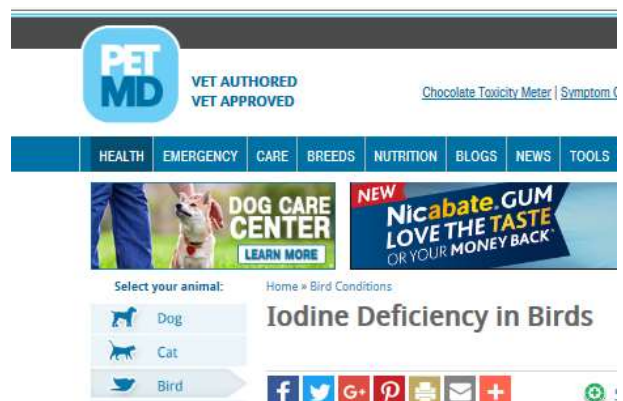 PET
MD
VET AUTHORED
VET APPROVED
Chocolate Toxicity Meter | Symptom
HEALTH EMERGENCY CARE BREEDS NUTRITION BLOGS NEWS TOOLS
DOG CARE
CENTER
LEARN MORE
NEW
Nicabate.GUM
LOVE THE TASTE
OR YOUR MONEY BACK
Select your animal:
Dog
Cat
Bird
Home » Bird Conditions
Iodine Deficiency in Birds
f G+